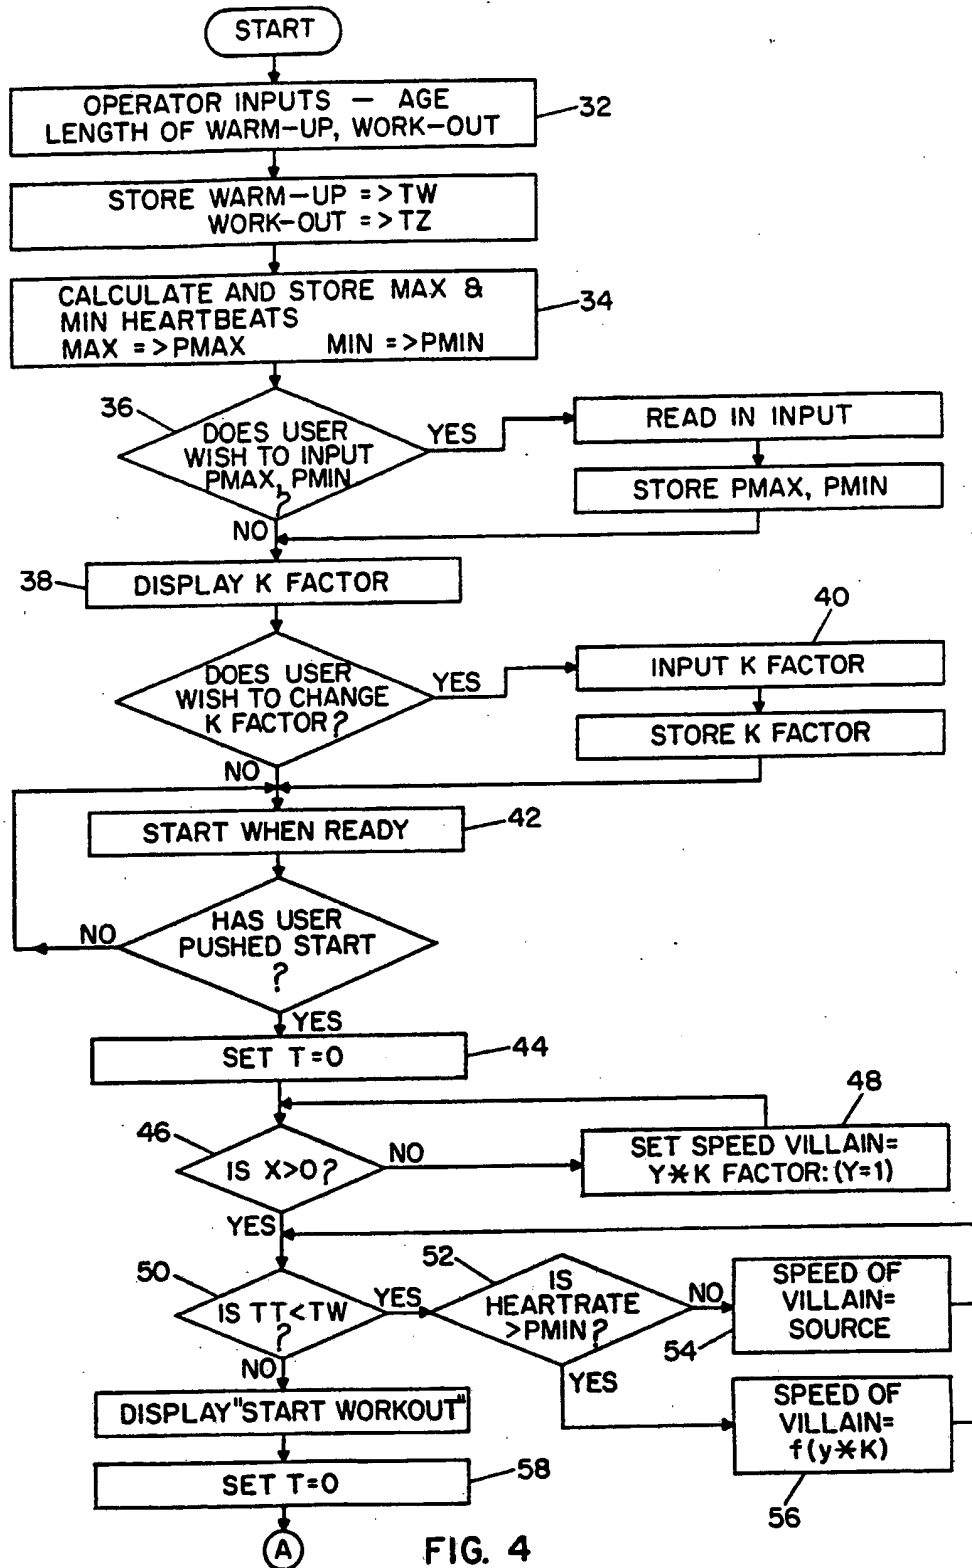 START
OPERATOR INPUTS — AGE
LENGTH OF WARM-UP, WORK-OUT
32
STORE WARM-UP =>TW
WORK-OUT =>TZ
CALCULATE AND STORE MAX &
MIN HEARTBEATS
MAX =>PMAX MIN =>PMIN
34
36
DOES USER
WISH TO INPUT
PMAX, PMIN
?
YES
READ IN INPUT
STORE PMAX, PMIN
NO
38
DISPLAY K FACTOR
40
DOES USER
WISH TO CHANGE
K FACTOR?
YES
INPUT K FACTOR
STORE K FACTOR
NO
START WHEN READY
42
HAS USER
PUSHED START
?
NO
YES
SET T=0
44
46
IS X>0?
NO
48
SET SPEED VILLAIN=
Y*K FACTOR:(Y=1)
YES
50
IS TT<TW
?
YES
52
IS
HEARTRATE
>PMIN?
NO
SPEED OF
VILLAIN=
SOURCE
54
NO
YES
DISPLAY"START WORKOUT"
SPEED OF
VILLAIN=
f(y*K)
56
SET T=0
58
A
FIG. 4